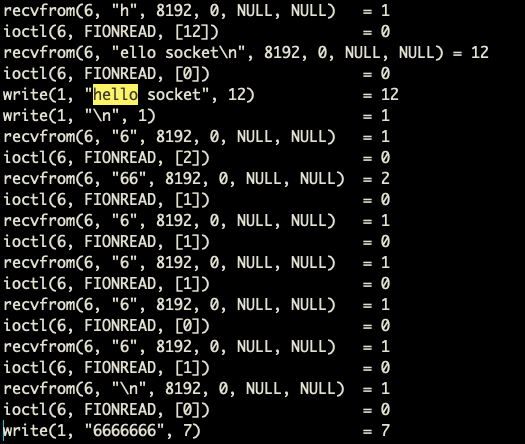 recvfrom(6, "h", 8192, 0, NULL, NULL) = 1
ioctl(6, FIONREAD, [12]) = 0
recvfrom(6, "ello socket\n", 8192, 0, NULL, NULL) = 12
ioctl(6, FIONREAD, [0]) = 0
write(1, "hello socket", 12) = 12
write(1, "\n", 1) = 1
recvfrom(6, "6", 8192, 0, NULL, NULL) = 1
ioctl(6, FIONREAD, [2]) = 0
recvfrom(6, "66", 8192, 0, NULL, NULL) = 2
ioctl(6, FIONREAD, [1]) = 0
recvfrom(6, "6", 8192, 0, NULL, NULL) = 1
ioctl(6, FIONREAD, [1]) = 0
recvfrom(6, "6", 8192, 0, NULL, NULL) = 1
ioctl(6, FIONREAD, [1]) = 0
recvfrom(6, "6", 8192, 0, NULL, NULL) = 1
ioctl(6, FIONREAD, [0]) = 0
recvfrom(6, "6", 8192, 0, NULL, NULL) = 1
ioctl(6, FIONREAD, [1]) = 0
recvfrom(6, "\n", 8192, 0, NULL, NULL) = 1
ioctl(6, FIONREAD, [0]) = 0
write(1, "6666666", 7) = 7